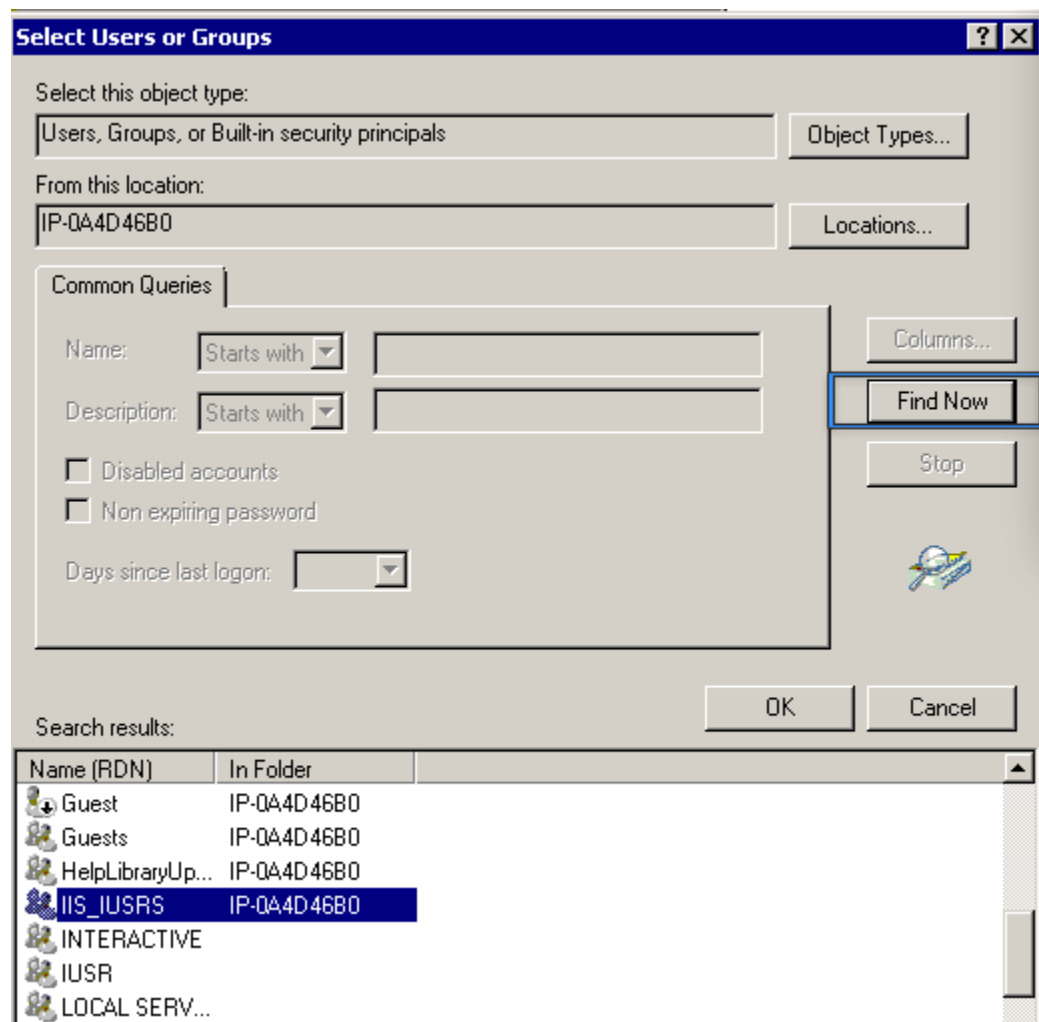 Select Users or Groups
Select this object type:
Users, Groups, or Built-in security principals
Object Types...
From this location:
IP-0A4D46B0
Locations...
Common Queries
Name:
Starts with
Columns...
Description:
Starts with
Find Now
Disabled accounts
Stop
Non expiring password
Days since last logon:
OK
Cancel
Search results:
Name (RDN) In Folder
Guest IP-0A4D46B0
Guests IP-0A4D46B0
HelpLibraryUp... IP-0A4D46B0
IIS_IUSRS IP-0A4D46B0
INTERACTIVE
IUSR
LOCAL SERV...